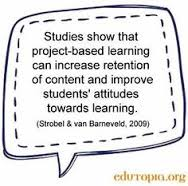 Studies show that
project-based learning
can increase retention
of content and improve
students' attitudes
towards learning.
(Strobel & van Barneveld, 2009)
edutopia.org